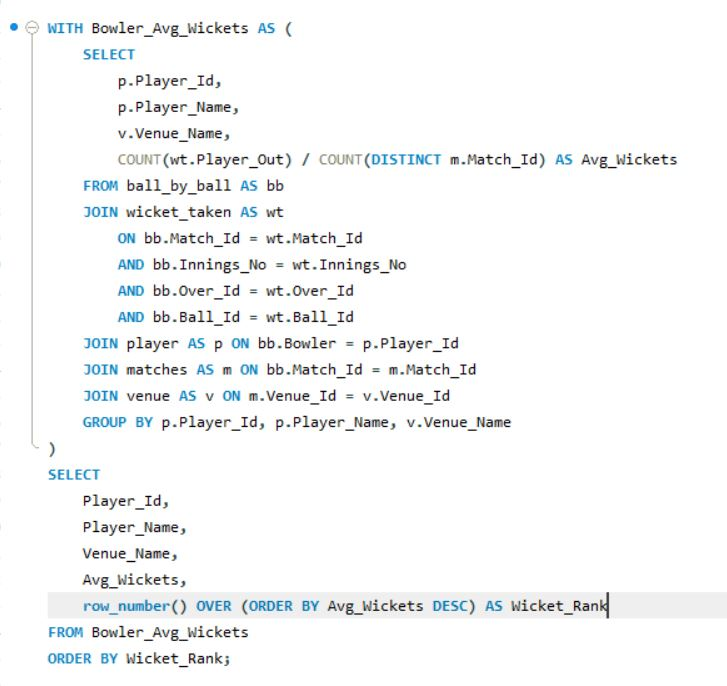 WITH Bowler_Avg_Wickets AS (
SELECT
p.Player_Id,
p.Player_Name,
v.Venue_Name,
COUNT(wt.Player_Out) / COUNT(DISTINCT m.Match_Id) AS Avg_Wickets
FROM ball_by_ball AS bb
JOIN wicket_taken AS wt
ON bb.Match_Id = wt.Match_Id
AND bb.Innings_No = wt.Innings_No
AND bb.Over_Id = wt.Over_Id
AND bb.Ball_Id = wt.Ball_Id
JOIN player AS p ON bb.Bowler = p.Player_Id
JOIN matches AS m ON bb.Match_Id = m.Match_Id
JOIN venue AS v ON m.Venue_Id = v.Venue_Id
GROUP BY p.Player_Id, p.Player_Name, v.Venue_Name
)
SELECT
Player_Id,
Player_Name,
Venue_Name,
Avg_Wickets,
row_number() OVER (ORDER BY Avg_Wickets DESC) AS Wicket_Rank
FROM Bowler_Avg_Wickets
ORDER BY Wicket_Rank;